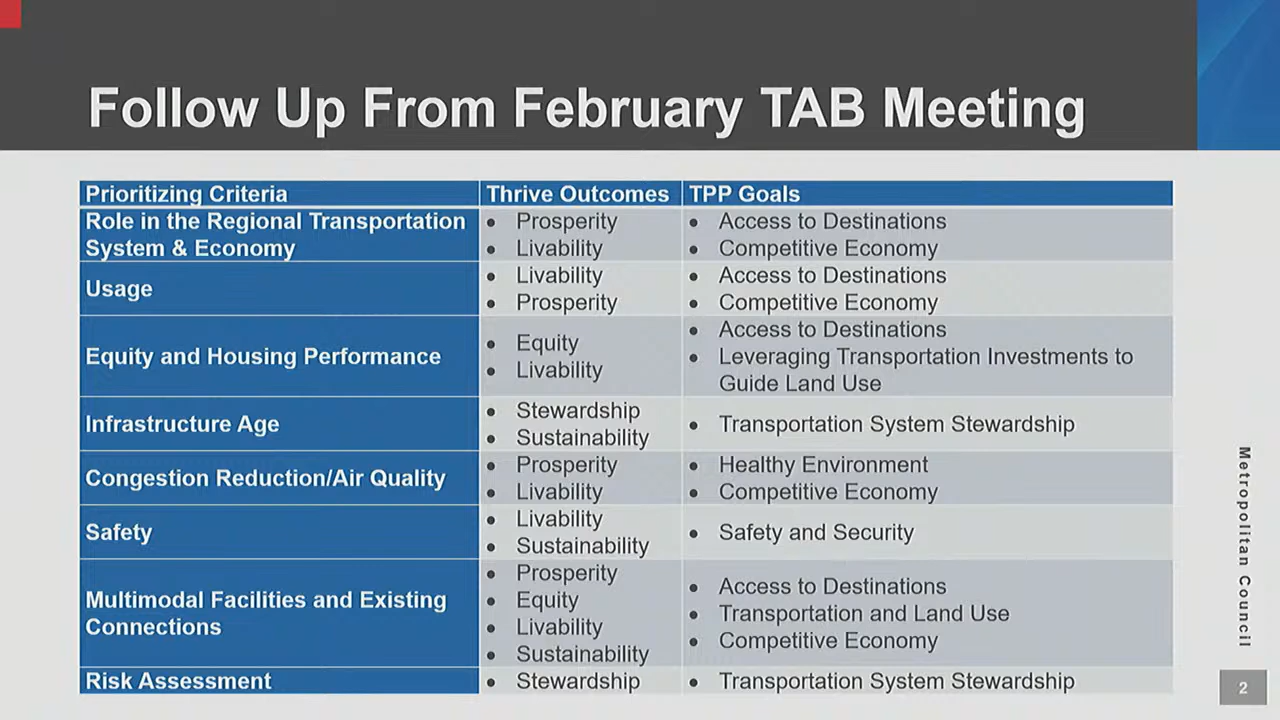 Follow Up From February TAB Meeting
Prioritizing Criteria Thrive Outcomes TPP Goals
Role in the Regional Transportation System & Economy
• Prosperity
• Livability
• Access to Destinations
• Competitive Economy
Usage
• Livability
• Prosperity
• Access to Destinations
• Competitive Economy
Equity and Housing Performance
• Equity
• Livability
• Access to Destinations
• Leveraging Transportation Investments to
Guide Land Use
Infrastructure Age
• Stewardship
• Sustainability
• Transportation System Stewardship
Congestion Reduction/Air Quality
• Prosperity
• Livability
• Healthy Environment
• Competitive Economy
Safety
• Livability
• Sustainability
• Safety and Security
Multimodal Facilities and Existing
Connections
• Prosperity
• Equity
• Livability
• Sustainability
• Access to Destinations
• Transportation and Land Use
• Competitive Economy
Risk Assessment
• Stewardship
• Transportation System Stewardship
Metropolitan Council
2